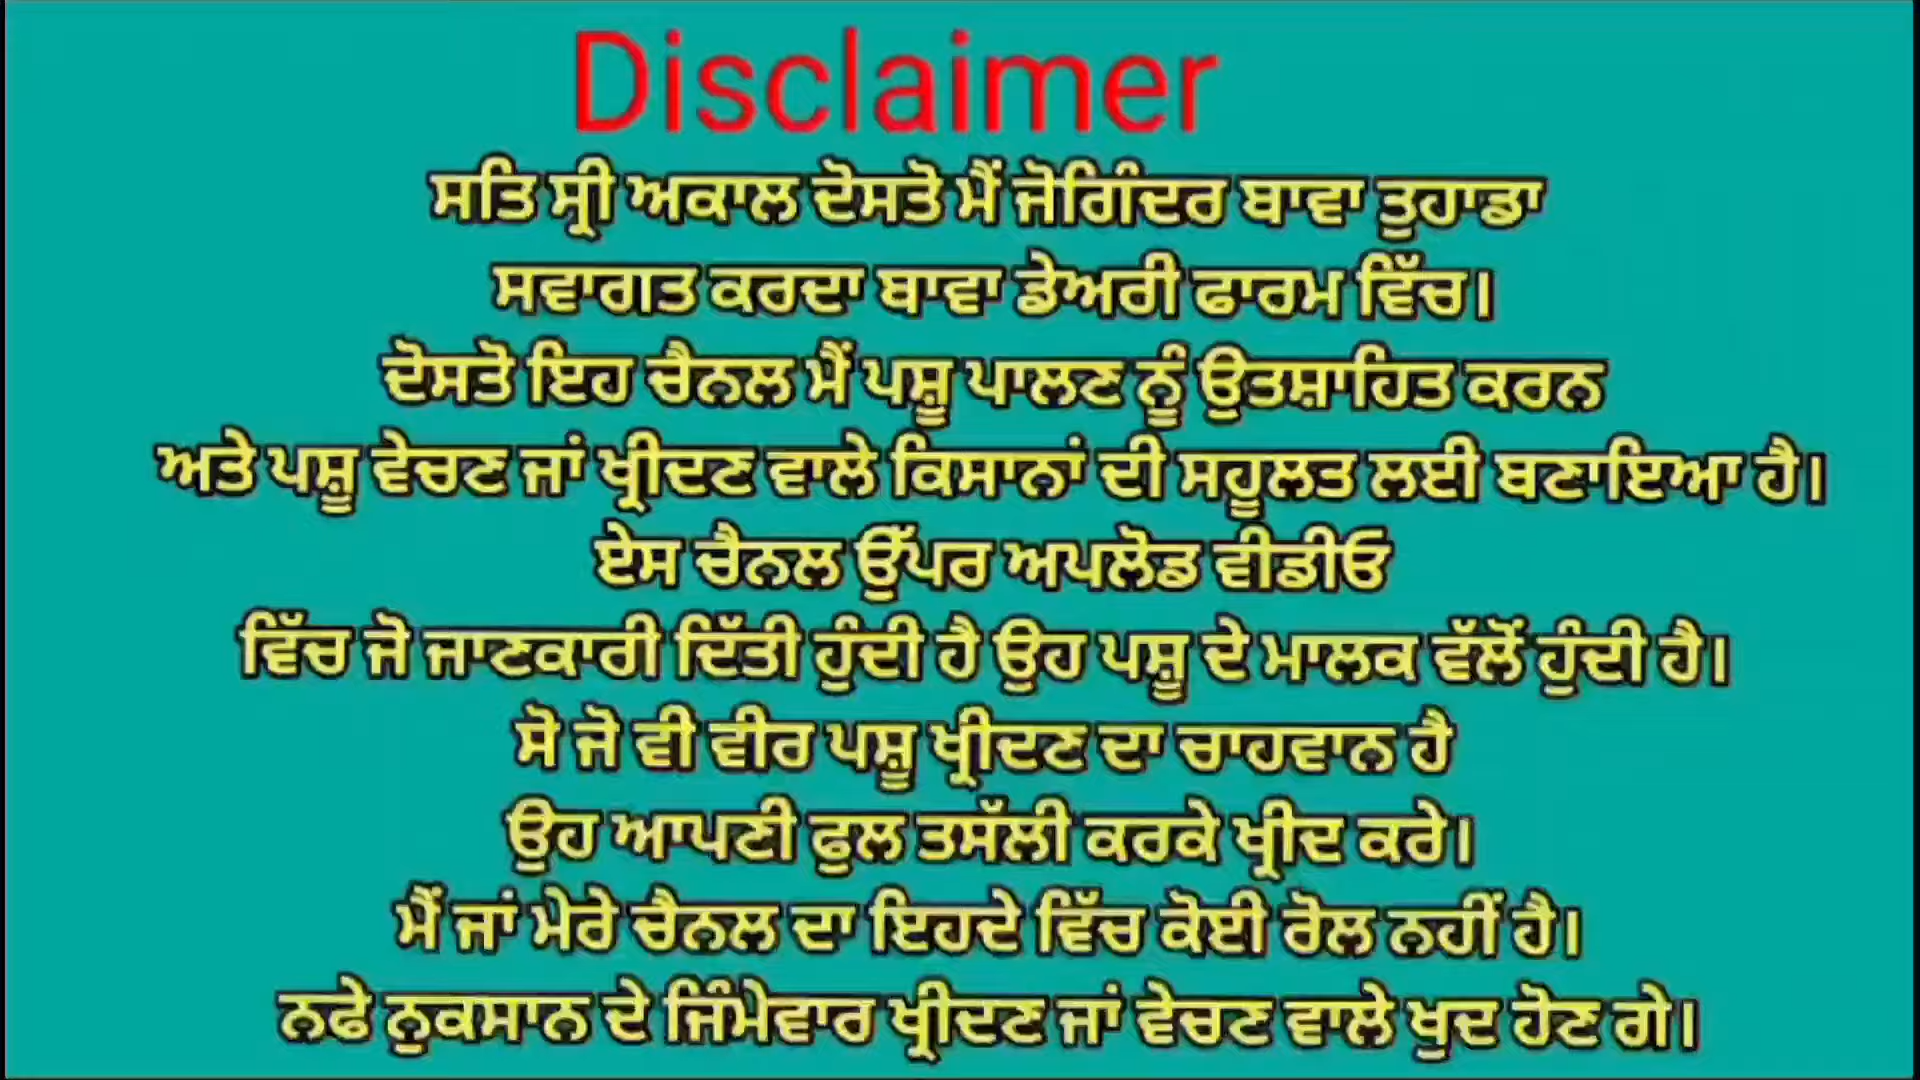 Disclaimer
ਸਤਿ ਸ੍ਰੀ ਅਕਾਲ ਦੋਸਤੋ ਮੈਂ ਜੋਗਿੰਦਰ ਬਾਵਾ ਤੁਹਾਡਾ
ਸਵਾਗਤ ਕਰਦਾ ਬਾਵਾ ਡੇਅਰੀ ਫਾਰਮ ਵਿੱਚ।
ਦੋਸਤੋ ਇਹ ਚੈਨਲ ਮੈਂ ਪਸ਼ੂ ਪਾਲਣ ਨੂੰ ਉਤਸ਼ਾਹਿਤ ਕਰਨ
ਅਤੇ ਪਸ਼ੂ ਵੇਚਣ ਜਾਂ ਖ੍ਰੀਦਣ ਵਾਲੇ ਕਿਸਾਨਾਂ ਦੀ ਸਹੂਲਤ ਲਈ ਬਣਾਇਆ ਹੈ।
ਏਸ ਚੈਨਲ ਉੱਪਰ ਅਪਲੋਡ ਵੀਡੀਓ
ਵਿੱਚ ਜੋ ਜਾਣਕਾਰੀ ਦਿੱਤੀ ਹੁੰਦੀ ਹੈ ਉਹ ਪਸ਼ੂ ਦੇ ਮਾਲਕ ਵੱਲੋਂ ਹੁੰਦੀ ਹੈ।
ਸੋ ਜੋ ਵੀ ਵੀਰ ਪਸ਼ੂ ਖ੍ਰੀਦਣ ਦਾ ਚਾਹਵਾਨ ਹੈ
ਉਹ ਆਪਣੀ ਫੁਲ ਤਸੱਲੀ ਕਰਕੇ ਖ੍ਰੀਦ ਕਰੇ।
ਮੈਂ ਜਾਂ ਮੇਰੇ ਚੈਨਲ ਦਾ ਇਹਦੇ ਵਿੱਚ ਕੋਈ ਰੋਲ ਨਹੀਂ ਹੈ।
ਨਫੇ ਨੁਕਸਾਨ ਦੇ ਜਿੰਮੇਵਾਰ ਖ੍ਰੀਦਣ ਜਾਂ ਵੇਚਣ ਵਾਲੇ ਖੁਦ ਹੋਣ ਗੇ।